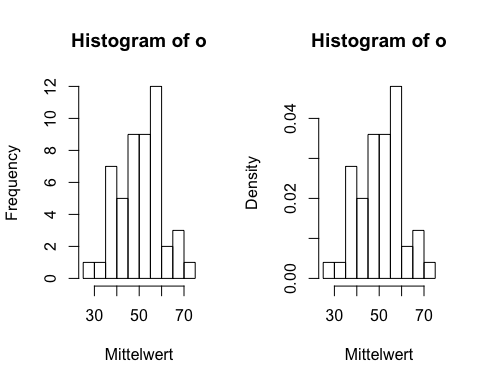 Histogram of o
Frequency
0 2 4 6 8 10 12
30 50 70
Mittelwert
Histogram of o
Density
0.00 0.02 0.04
30 50 70
Mittelwert